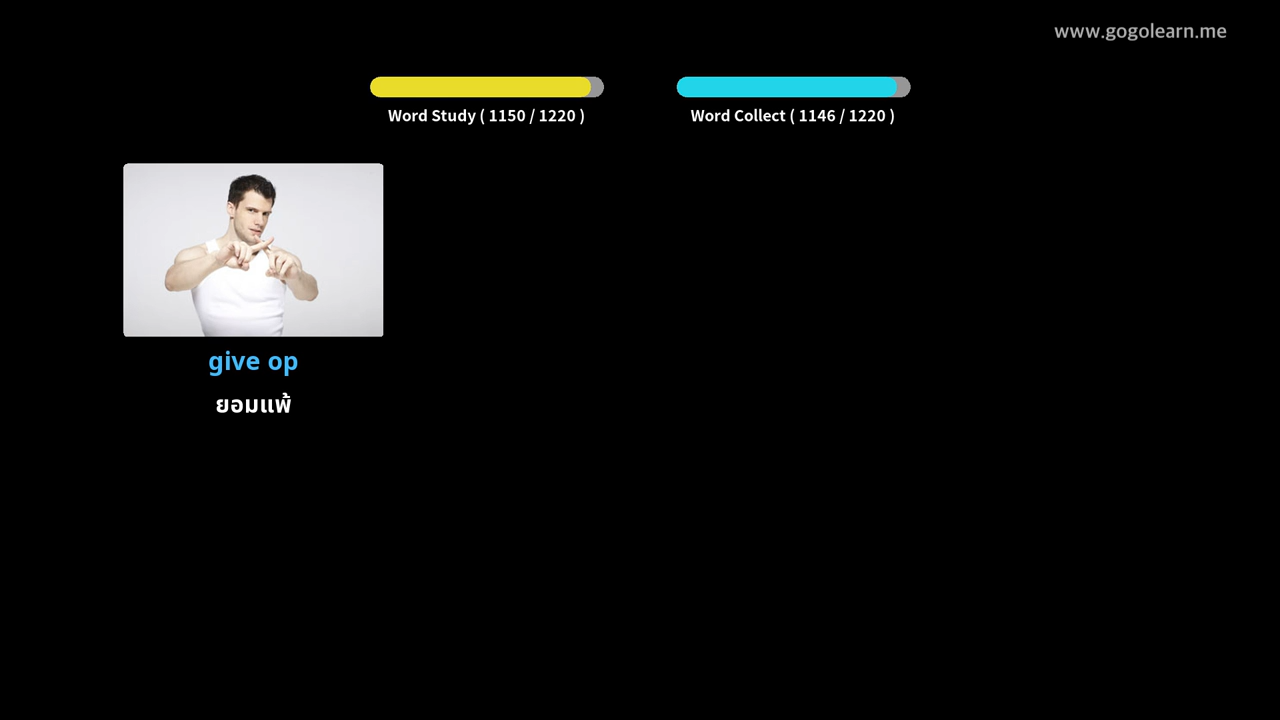 www.gogolearn.me
Word Study ( 1150 / 1220 )
Word Collect ( 1146 / 1220 )
give op
ยอมแพ้